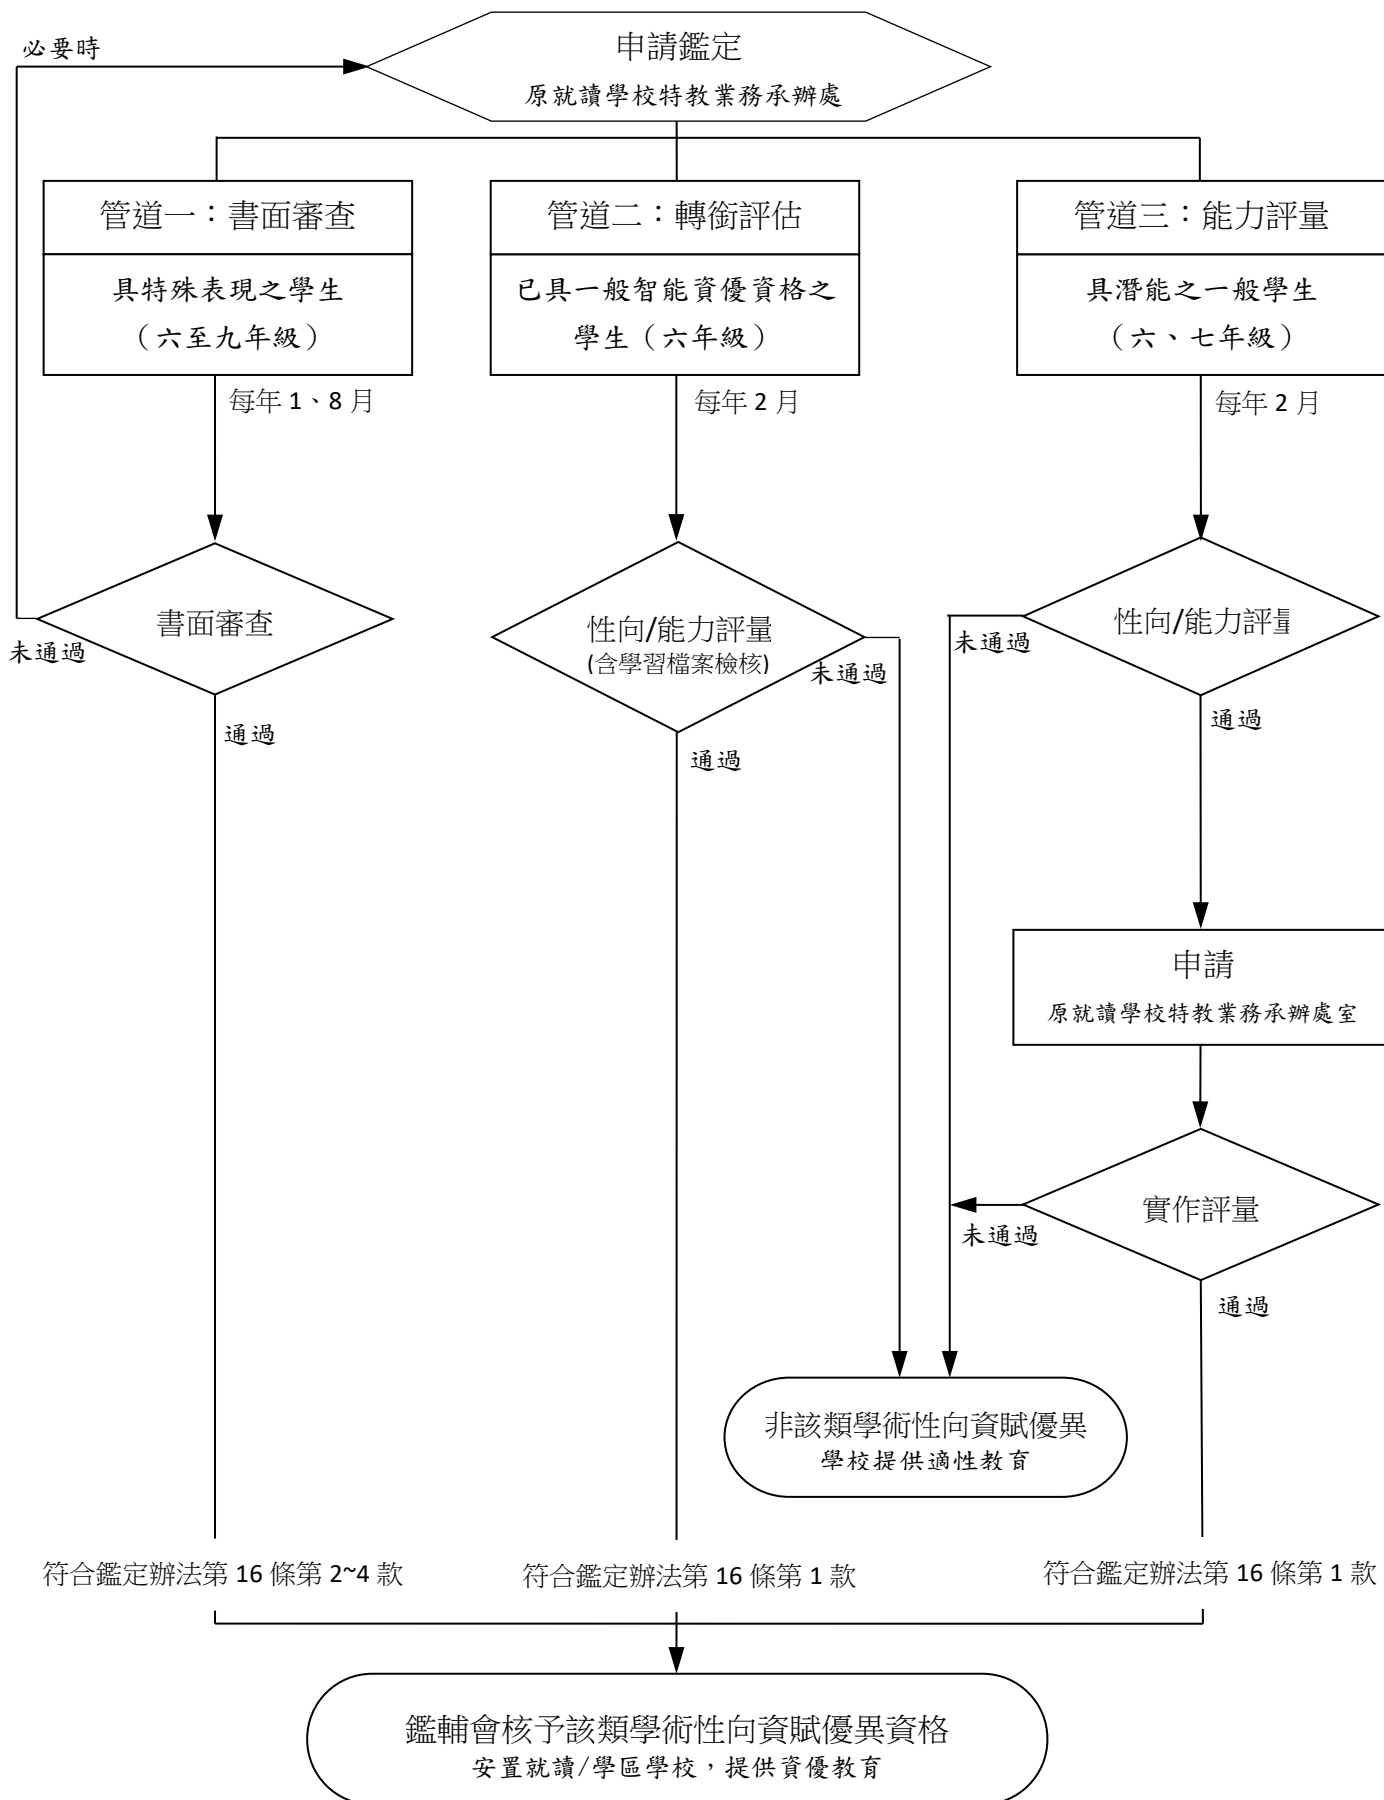 必要時
申請鑑定
原就讀學校特教業務承辦處
管道一：書面審查
具特殊表現之學生
（六至九年級）
每年 1、8 月
管道二：轉銜評估
已具一般智能資優資格之
學生（六年級）
每年 2 月
管道三：能力評量
具潛能之一般學生
（六、七年級）
每年 2 月
書面審查
未通過
通過
性向/能力評量
(含學習檔案檢核)
未通過
通過
性向/能力評量
未通過
通過
申請
原就讀學校特教業務承辦處室
實作評量
未通過
通過
非該類學術性向資賦優異
學校提供適性教育
符合鑑定辦法第 16 條第 2~4 款
符合鑑定辦法第 16 條第 1 款
符合鑑定辦法第 16 條第 1 款
鑑輔會核予該類學術性向資賦優異資格
安置就讀/學區學校，提供資優教育